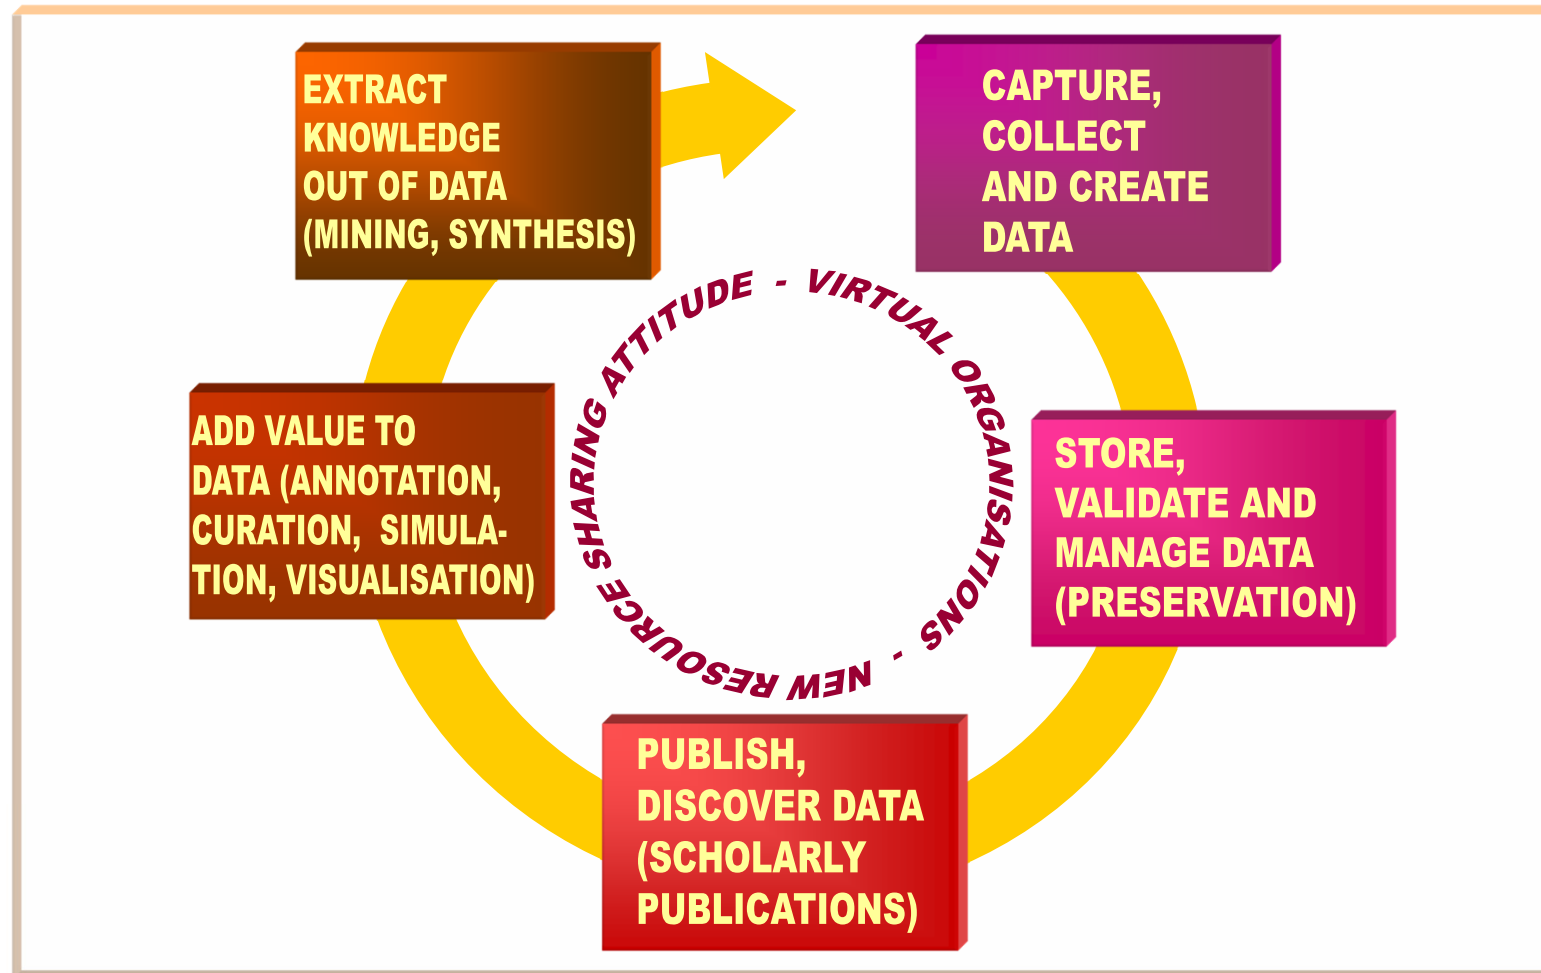 EXTRACT
KNOWLEDGE
OUT OF DATA
(MINING, SYNTHESIS)
CAPTURE,
COLLECT
AND CREATE
DATA
STORE,
VALIDATE AND
MANAGE DATA
(PRESERVATION)
PUBLISH,
DISCOVER DATA
(SCHOLARLY
PUBLICATIONS)
ADD VALUE TO
DATA (ANNOTATION,
CURATION, SIMULA-
TION, VISUALISATION)
- VIRTUAL ORGANISATIONS - NEW RESOURCE SHARING ATTITUDE